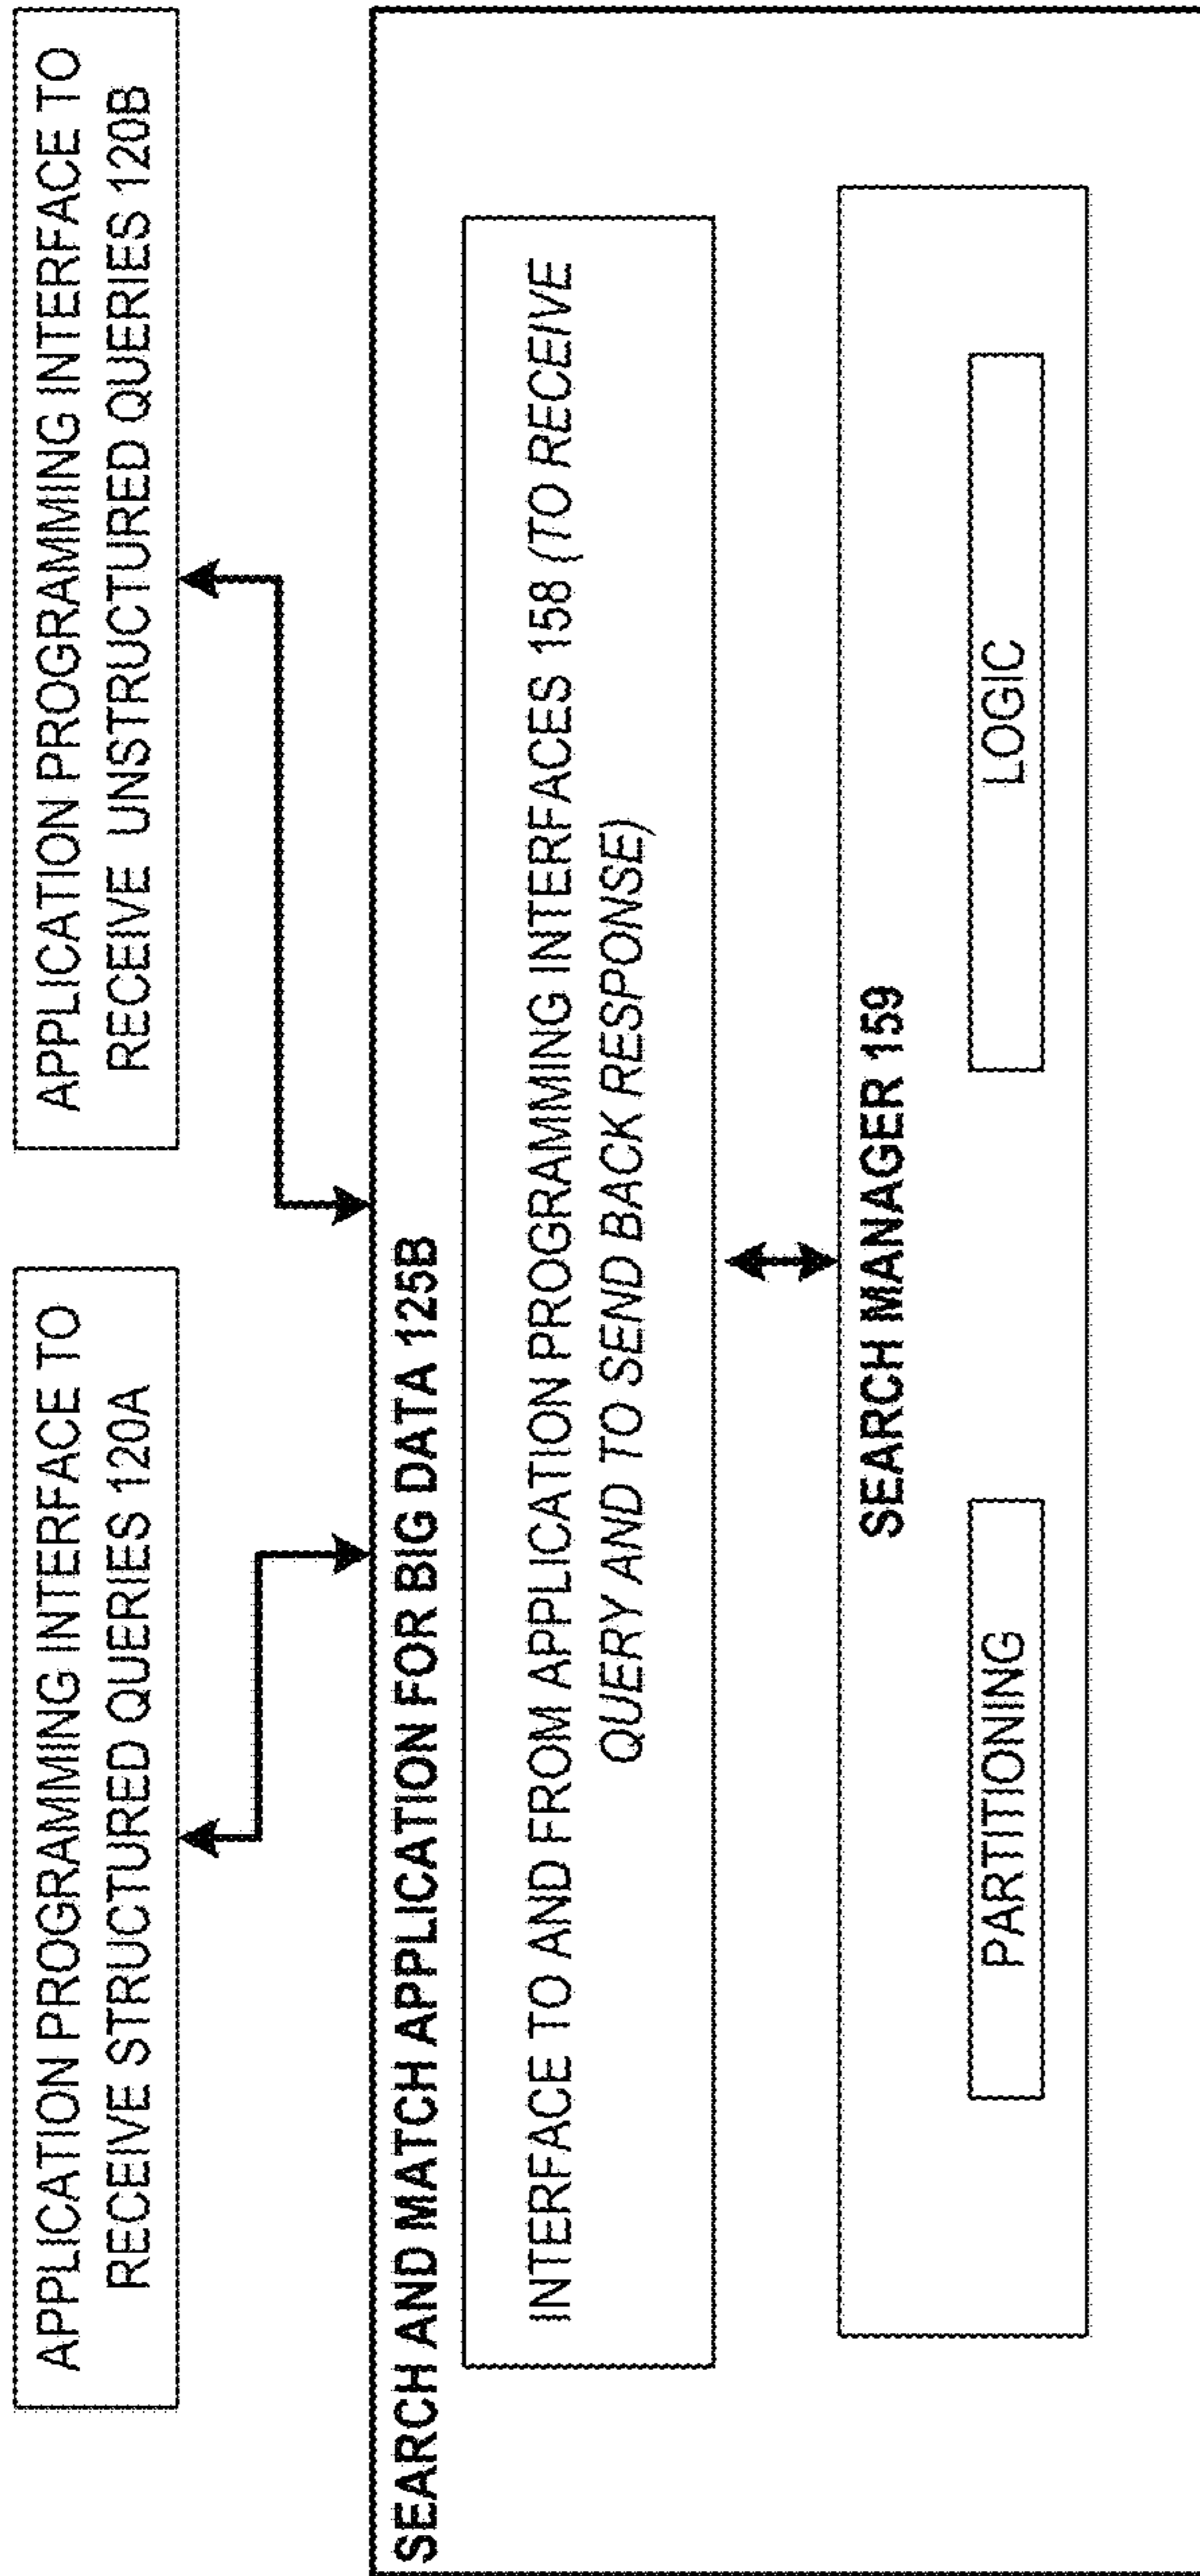 APPLICATION PROGRAMMING INTERFACE TO
RECEIVE STRUCTURED QUERIES 120A
APPLICATION PROGRAMMING INTERFACE TO
RECEIVE UNSTRUCTURED QUERIES 120B
SEARCH AND MATCH APPLICATION FOR BIG DATA 125B
INTERFACE TO AND FROM APPLICATION PROGRAMMING INTERFACES 158 (TO RECEIVE
QUERY AND TO SEND BACK RESPONSE)
SEARCH MANAGER 159
PARTITIONING
LOGIC